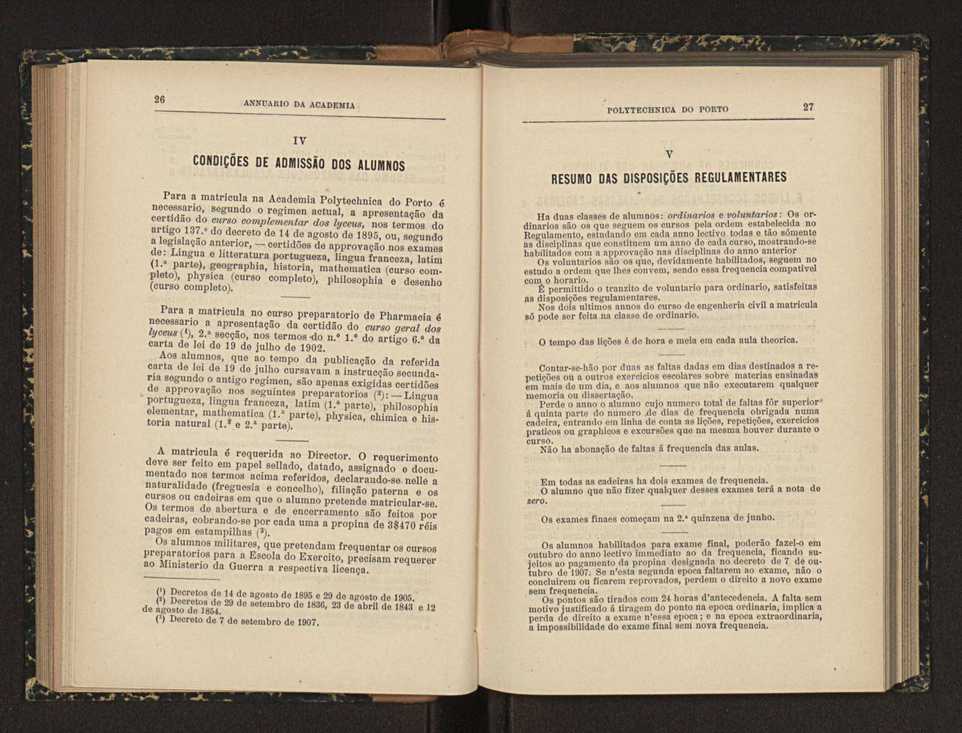 26
ANNUARIO DA ACADEMIA
IV
CONDIÇÕES DE ADMISSÃO DOS ALUMNOS
Para a matricula na Academia Polytechnica do Porto é
necessario, segundo o regimen actual, a apresentação da
certidão do curso complementar dos lyceus, nos termos do
artigo 137.º do decreto de 14 de agosto de 1895, ou, segundo
a legislação anterior, — certidões de approvação nos exames
de: Lingua e litteratura portugueza, lingua franceza, latim
(1.ª parte), geographia, historia, mathematica (curso com-
pleto), physica (curso completo), philosophia e desenho
(curso completo).
Para a matricula no curso preparatorio de Pharmacia é
necessario a apresentação da certidão do curso geral dos
lyceus (¹), 2.ª secção, nos termos do n.º 1.º do artigo 6.º da
carta de lei de 19 de julho de 1902.
Aos alumnos, que ao tempo da publicação da referida
carta de lei de 19 de julho cursavam a instrucção secunda-
ria segundo o antigo regimen, são apenas exigidas certidões
de approvação nos seguintes preparatorios (²): — Lingua
portugueza, lingua franceza, latim (1.ª parte), philosophia
elementar, mathematica (1.ª parte), physica, chimica e his-
toria natural (1.ª e 2.ª parte).
A matricula é requerida ao Director. O requerimento
deve ser feito em papel sellado, datado, assignado e docu-
mentado nos termos acima referidos, declarando-se nelle a
naturalidade (freguesia e concelho), filiação paterna e os
cursos ou cadeiras em que o alumno pretende matricular-se.
Os termos de abertura e de encerramento são feitos por
cadeiras, cobrando-se por cada uma a propina de 3$470 réis
pagos em estampilhas (³).
Os alumnos militares, que pretendam frequentar os cursos
preparatorios para a Escola do Exercito, precisam requerer
ao Ministerio da Guerra a respectiva licença.
(¹) Decretos de 14 de agosto de 1895 e 29 de agosto de 1905.
(²) Decretos de 29 de setembro de 1836, 23 de abril de 1843 e 12
de agosto de 1854.
(³) Decreto de 7 de setembro de 1907.
POLYTECHNICA DO PORTO
27
V
RESUMO DAS DISPOSIÇÕES REGULAMENTARES
Ha duas classes de alumnos: ordinarios e voluntarios: Os or-
dinarios são os que seguem os cursos pela ordem estabelecida no
Regulamento, estudando em cada anno lectivo todas e tão sómente
as disciplinas que constituem um anno de cada curso, mostrando-se
habilitados com a approvação nas disciplinas do anno anterior
Os voluntarios são os que, devidamente habilitados, seguem no
estudo a ordem que lhes convem, sendo essa frequencia compativel
com o horario.
É permittido o tranzito de voluntario para ordinario, satisfeitas
as disposições regulamentares.
Nos dois ultimos annos do curso de engenheria civil a matricula
só pode ser feita na classe de ordinario.
O tempo das lições é de hora e meia em cada aula theorica.
Contar-se-hão por duas as faltas dadas em dias destinados a re-
petições ou a outros exercicios escolares sobre materias ensinadas
em mais de um dia, e aos alumnos que não executarem qualquer
memoria ou dissertação.
Perde o anno o alumno cujo numero total de faltas fôr superior
á quinta parte do numero de dias de frequencia obrigada numa
cadeira, entrando em linha de conta as lições, repetições, exercicios
praticos ou graphicos e excursões que na mesma houver durante o
curso.
Não ha abonação de faltas á frequencia das aulas.
Em todas as cadeiras ha dois exames de frequencia.
O alumno que não fizer qualquer desses exames terá a nota de
zero.
Os exames finaes começam na 2.ª quinzena de junho.
Os alumnos habilitados para exame final, poderão fazel-o em
outubro do anno lectivo immediato ao da frequencia, ficando su-
jeitos ao pagamento da propina designada no decreto de 7 de ou-
tubro de 1907. Se n'esta segunda epoca faltarem ao exame, não o
concluirem ou ficarem reprovados, perdem o direito a novo exame
sem frequencia.
Os pontos são tirados com 24 horas d'antecedencia. A falta sem
motivo justificado á tiragem do ponto na epoca ordinaria, implica a
perda de direito a exame n'essa epoca; e na epoca extraordinaria,
a impossibilidade do exame final sem nova frequencia.